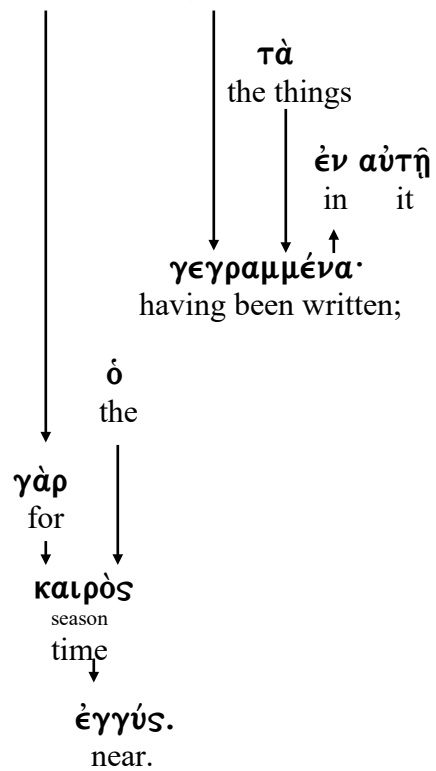 τὰ
the things
ἐν αὐτῇ
in it
γεγραμμένα·
having been written;
ὁ
the
γὰρ
for
καιρὸς
season
time
ἐγγύς.
near.